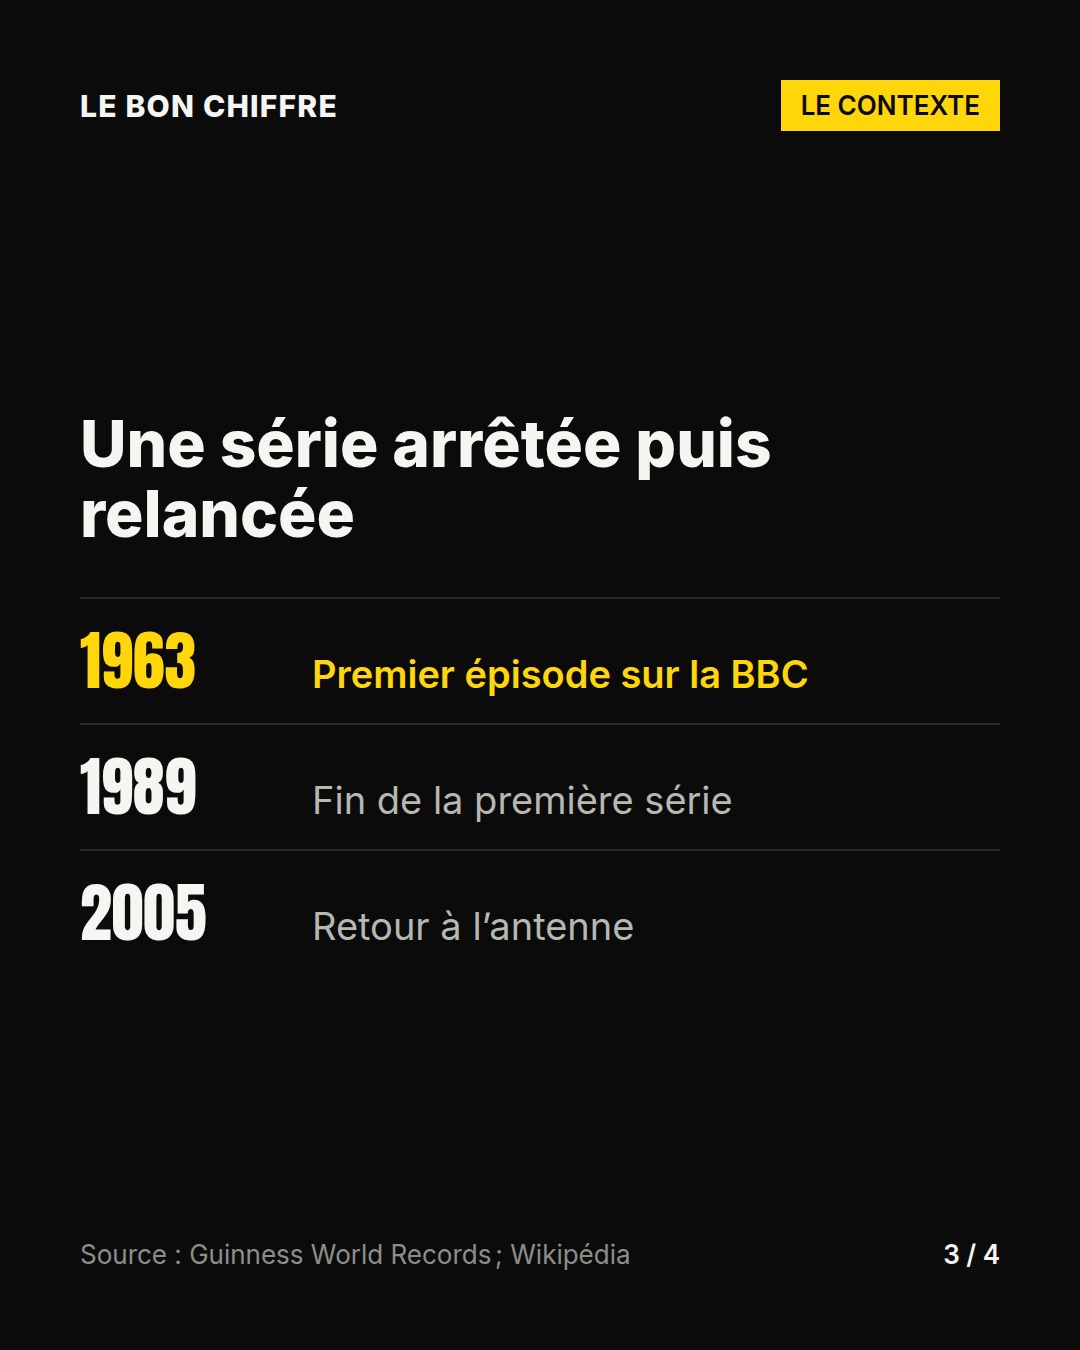 LE BON CHIFFRE
LE CONTEXTE
Une série arrêtée puis
relancée
1963 Premier épisode sur la BBC
1989 Fin de la première série
2005 Retour à l’antenne
Source : Guinness World Records ; Wikipédia
3 / 4